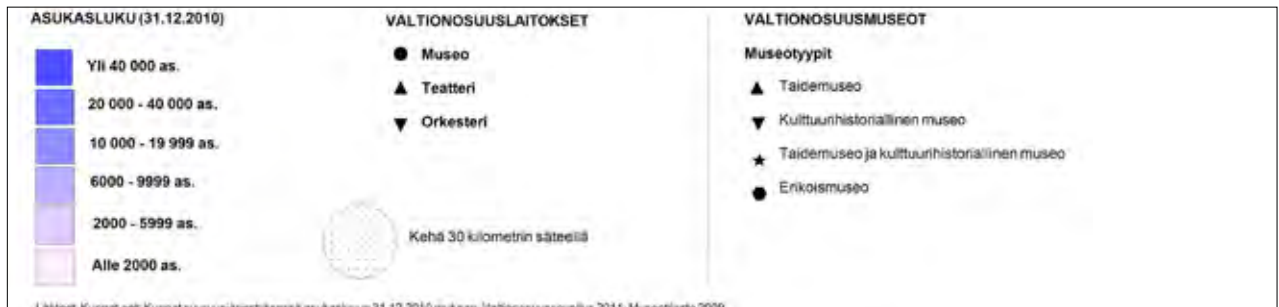 ASUKASLUKU (31.12.2010)
Yli 40 000 as.
20 000 - 40 000 as.
10 000 - 19 999 as.
6000 - 9999 as.
2000 - 5999 as.
Alle 2000 as.
VALTIONOSUUSLAITOKSET
Museo
Teatteri
Orkesteri
Kehä 30 kilometrin säteellä
VALTIONOSUUSMUSEOT
Museotyypit
Taidemuseo
Kulttuurihistoriallinen museo
Taidemuseo ja kulttuurihistoriallinen museo
Erikoismuseo